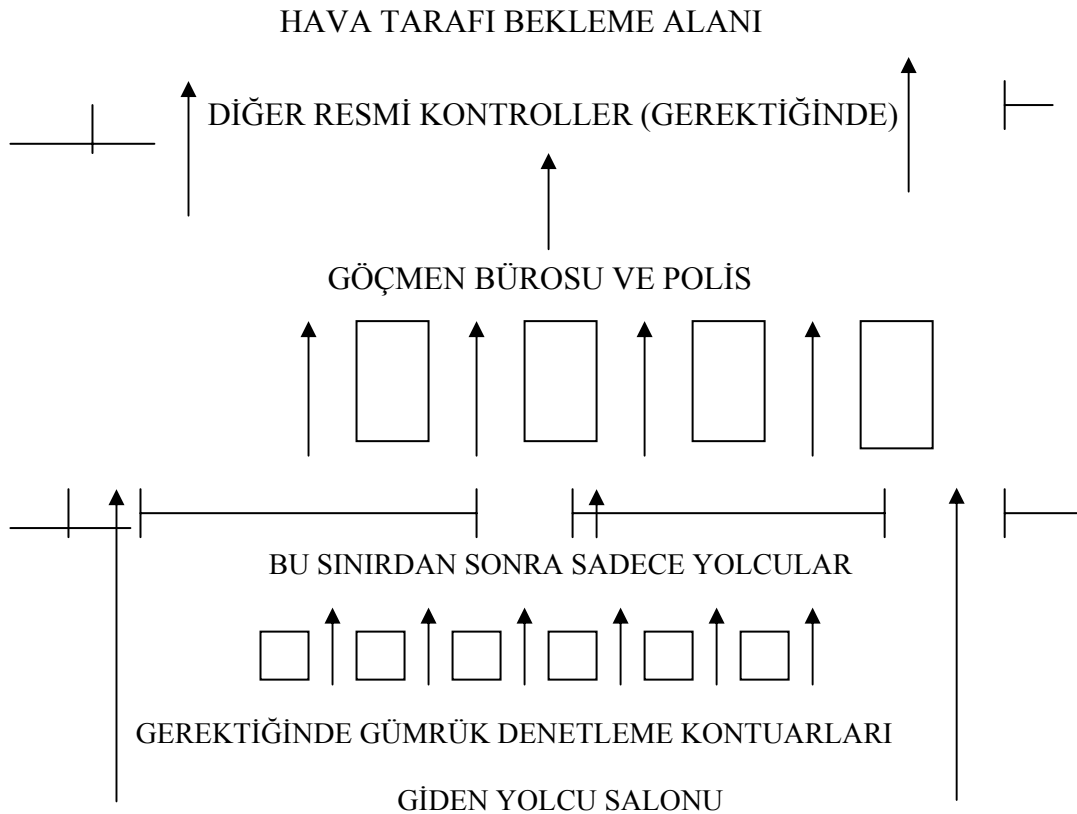 HAVA TARAFI BEKLEME ALANI
DİĞER RESMİ KONTROLLER (GEREKTİĞİNDE)
GÖÇMEN BÜROSU VE POLİS
BU SINIRDAN SONRA SADECE YOLCULAR
GEREKTİĞİNDE GÜMRÜK DENETLEME KONTUARLARI
GİDEN YOLCU SALONU